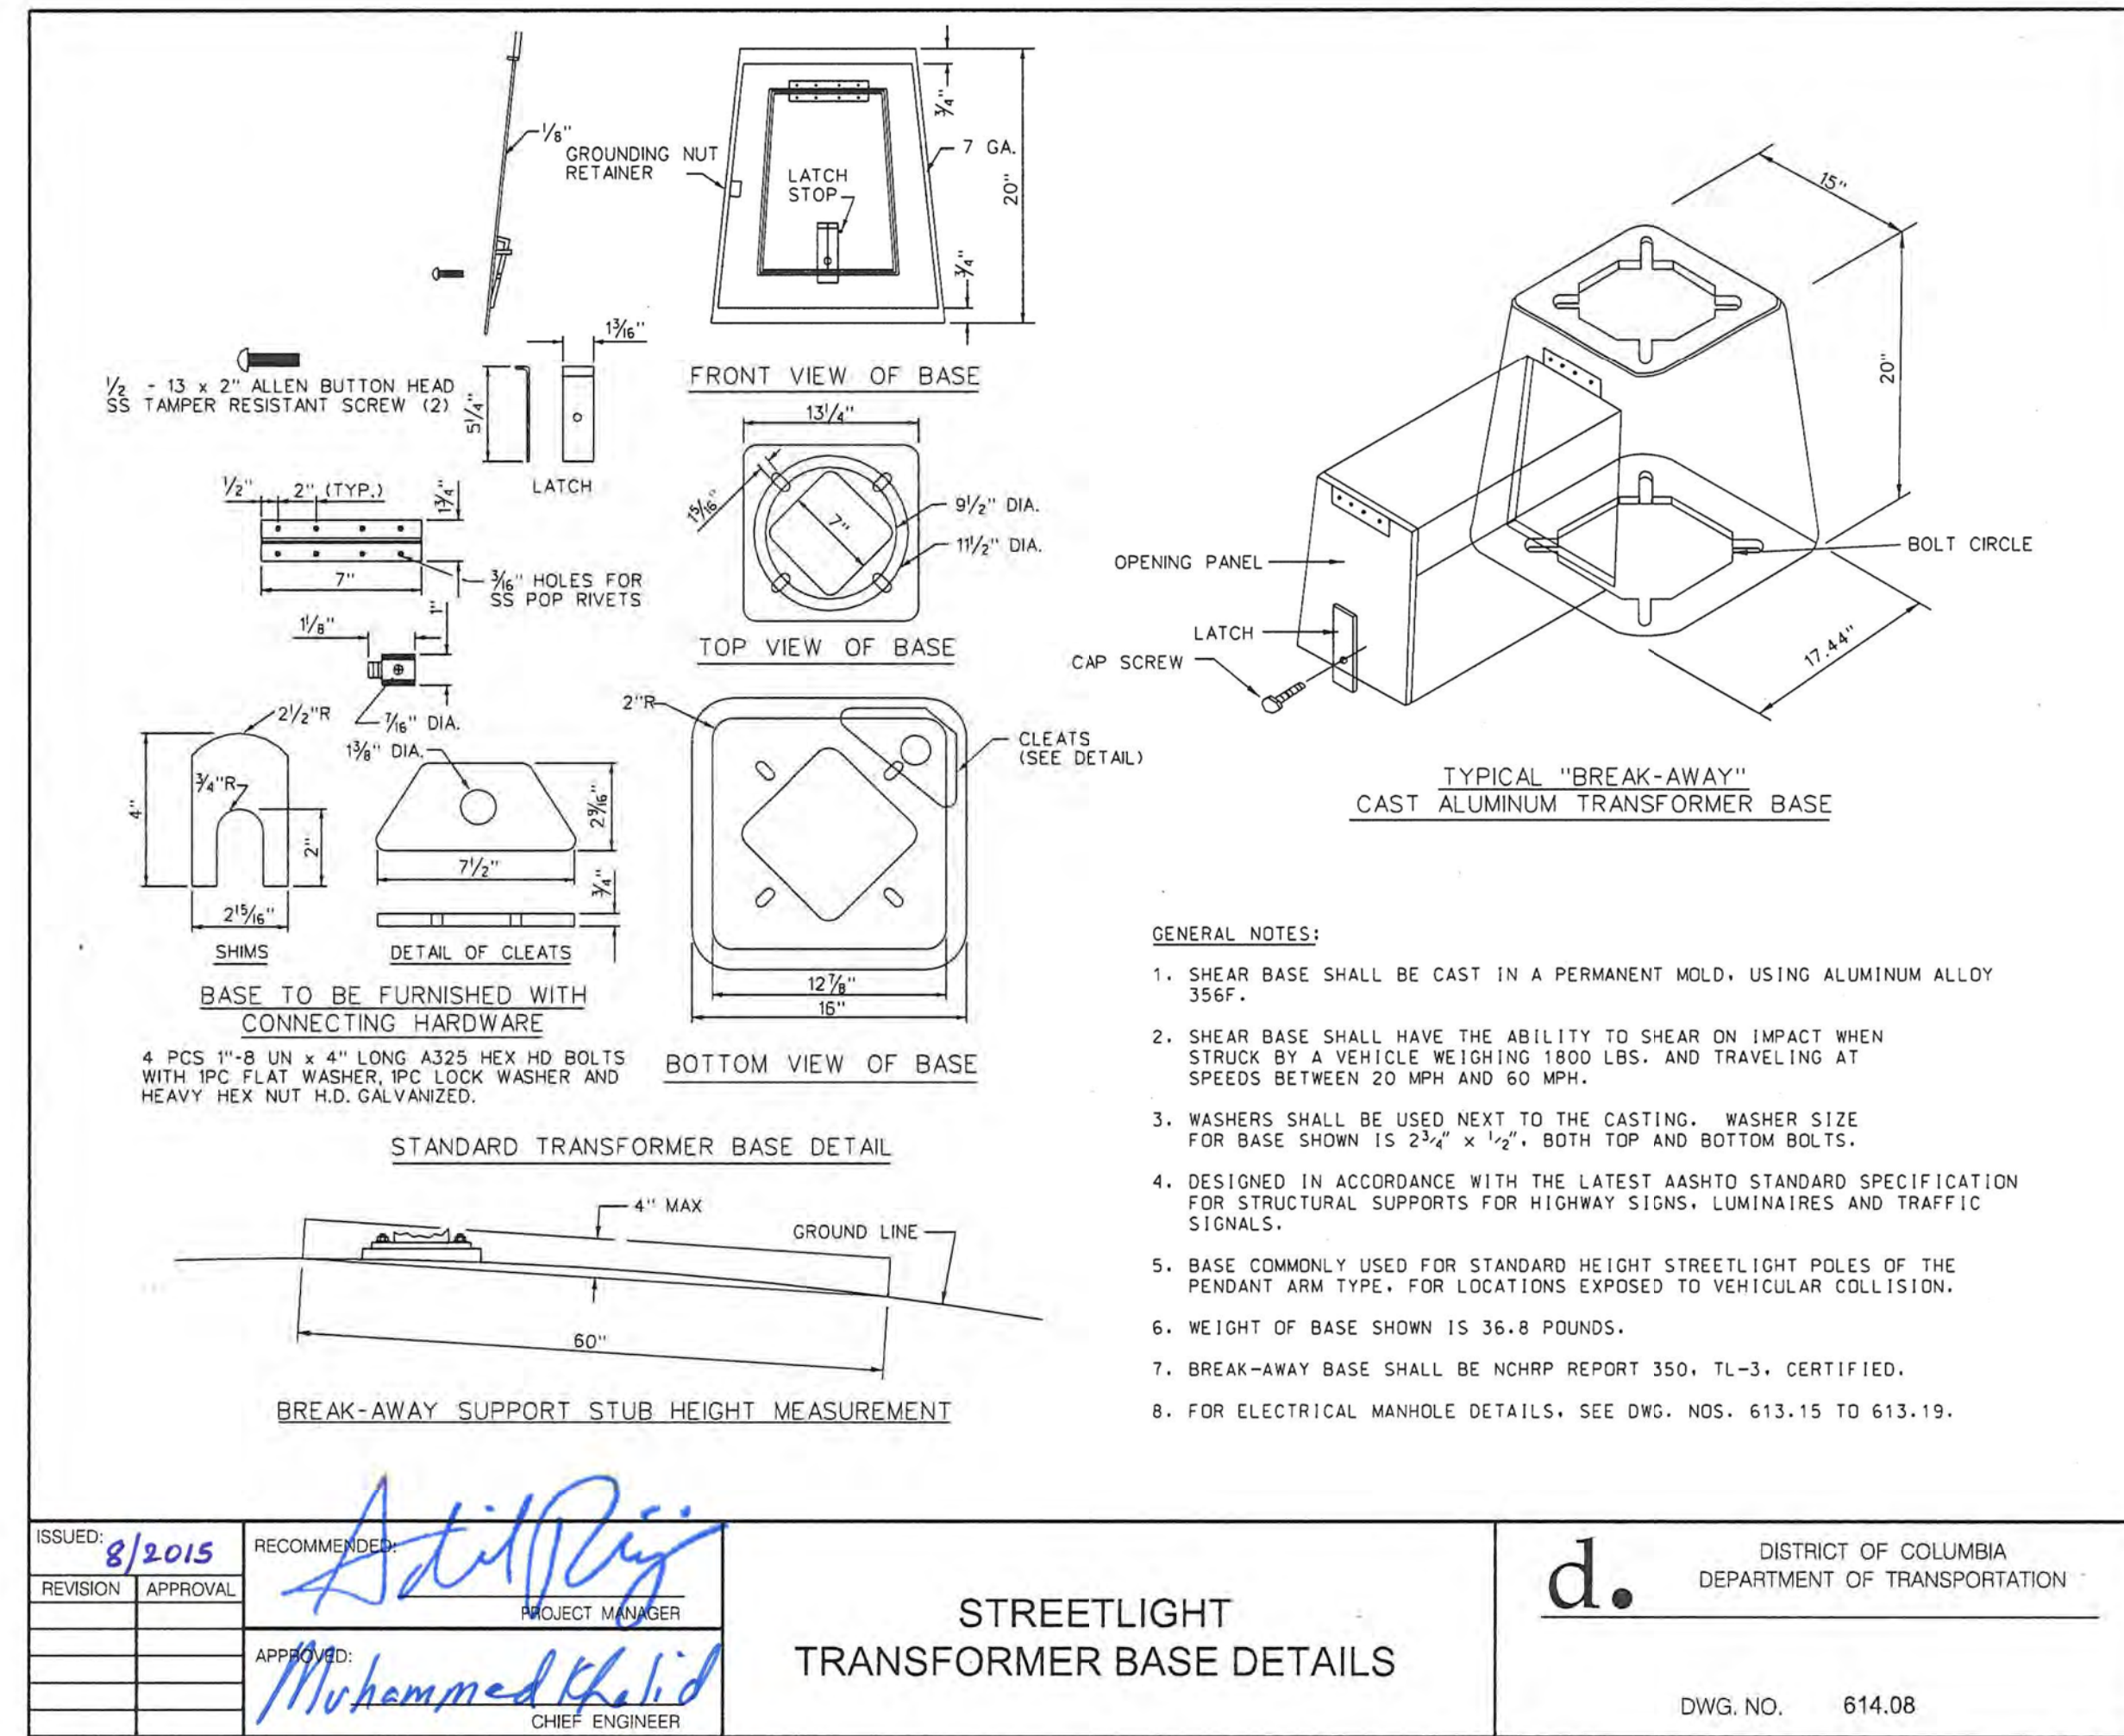 1/8"
GROUNDING NUT
RETAINER
LATCH
STOP
3/4"
7 GA.
20"
3/4"
FRONT VIEW OF BASE
1/2 - 13 x 2" ALLEN BUTTON HEAD
SS TAMPER RESISTANT SCREW (2)
5 1/4"
1 3/16"
LATCH
1/2"
2" (TYP.)
1 3/4"
7"
3/16" HOLES FOR
SS POP RIVETS
1 1/8"
1"
7/16" DIA.
13 1/4"
1 5/16"
7"
9 1/2" DIA.
11 1/2" DIA.
TOP VIEW OF BASE
2 1/2"R
3/4"R
4"
2"
2 15/16"
SHIMS
1 3/8" DIA.
2 9/16"
7 1/2"
3/4"
DETAIL OF CLEATS
BASE TO BE FURNISHED WITH
CONNECTING HARDWARE
4 PCS 1"-8 UN x 4" LONG A325 HEX HD BOLTS
WITH 1PC FLAT WASHER, 1PC LOCK WASHER AND
HEAVY HEX NUT H.D. GALVANIZED.
2"R
CLEATS
(SEE DETAIL)
12 7/8"
16"
BOTTOM VIEW OF BASE
STANDARD TRANSFORMER BASE DETAIL
4" MAX
GROUND LINE
60"
BREAK-AWAY SUPPORT STUB HEIGHT MEASUREMENT
15"
20"
OPENING PANEL
BOLT CIRCLE
LATCH
CAP SCREW
17.44"
TYPICAL "BREAK-AWAY"
CAST ALUMINUM TRANSFORMER BASE
GENERAL NOTES:
1. SHEAR BASE SHALL BE CAST IN A PERMANENT MOLD, USING ALUMINUM ALLOY
356F.
2. SHEAR BASE SHALL HAVE THE ABILITY TO SHEAR ON IMPACT WHEN
STRUCK BY A VEHICLE WEIGHING 1800 LBS. AND TRAVELING AT
SPEEDS BETWEEN 20 MPH AND 60 MPH.
3. WASHERS SHALL BE USED NEXT TO THE CASTING. WASHER SIZE
FOR BASE SHOWN IS 2 3/4" x 1/2", BOTH TOP AND BOTTOM BOLTS.
4. DESIGNED IN ACCORDANCE WITH THE LATEST AASHTO STANDARD SPECIFICATION
FOR STRUCTURAL SUPPORTS FOR HIGHWAY SIGNS, LUMINAIRES AND TRAFFIC
SIGNALS.
5. BASE COMMONLY USED FOR STANDARD HEIGHT STREETLIGHT POLES OF THE
PENDANT ARM TYPE, FOR LOCATIONS EXPOSED TO VEHICULAR COLLISION.
6. WEIGHT OF BASE SHOWN IS 36.8 POUNDS.
7. BREAK-AWAY BASE SHALL BE NCHRP REPORT 350, TL-3, CERTIFIED.
8. FOR ELECTRICAL MANHOLE DETAILS, SEE DWG. NOS. 613.15 TO 613.19.
ISSUED: 8/2015
REVISION APPROVAL
RECOMMENDED:
PROJECT MANAGER
APPROVED:
Muhammed Khalid
CHIEF ENGINEER
STREETLIGHT
TRANSFORMER BASE DETAILS
d.
DISTRICT OF COLUMBIA
DEPARTMENT OF TRANSPORTATION
DWG. NO. 614.08